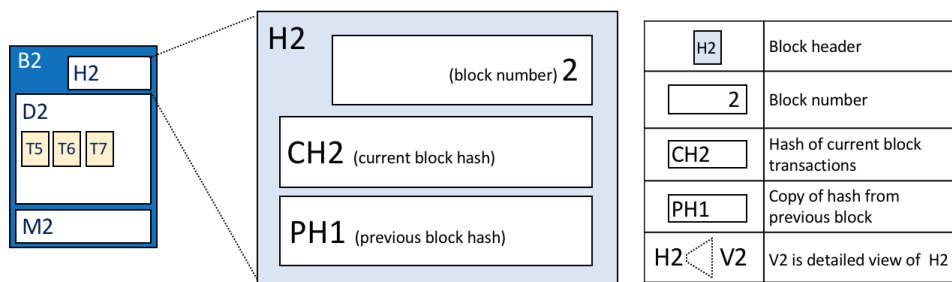 B2
H2
D2
T5 T6 T7
M2
H2
(block number) 2
CH2 (current block hash)
PH1 (previous block hash)
H2 Block header
2 Block number
CH2 Hash of current block
transactions
PH1 Copy of hash from
previous block
H2 V2 V2 is detailed view of H2